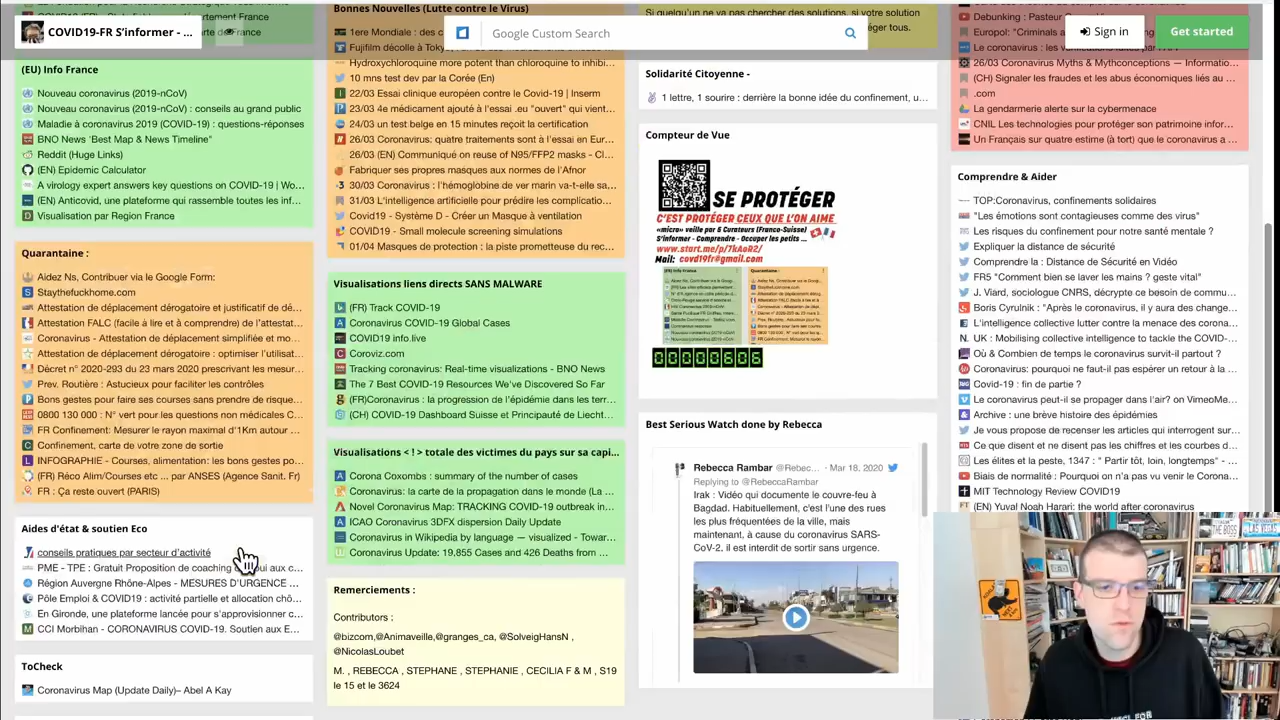 COVID19-FR S'informer - ...
Google Custom Search
Sign in
Get started
(EU) Info France
Nouveau coronavirus (2019-nCoV)
Nouveau coronavirus (2019-nCoV) : conseils au grand public
Maladie à coronavirus 2019 (COVID-19) : questions-réponses
BNO News 'Best Map & News Timeline"
Reddit (Huge Links)
(EN) Epidemic Calculator
A virology expert answers key questions on COVID-19 | Wo...
(EN) Anticovid, une plateforme qui rassemble toutes les inf...
Visualisation par Region France
Quarantaine :
Aidez Ns, Contribuer via le Google Form:
Staythefuckhome.com
Attestation de déplacement dérogatoire et justificatif de dé...
Attestation FALC (facile à lire et à comprendre) de l'attestat...
Coronavirus - Attestation de déplacement simplifiée et mo...
Attestation de déplacement dérogatoire : optimiser l'utilisat...
Décret n° 2020-293 du 23 mars 2020 prescrivant les mesur...
Prev. Routière : Astucieux pour faciliter les contrôles
Bons gestes pour faire ses courses sans prendre de risque...
0800 130 000 : N° vert pour les questions non médicales C...
FR Confinement: Mesurer le rayon maximal d'1Km autour ...
Confinement, carte de votre zone de sortie
INFOGRAPHIE - Courses, alimentation: les bons gestes po...
(FR) Réco Alim/Courses etc ... par ANSES (Agence Sanit. Fr)
FR : Ça reste ouvert (PARIS)
Aides d'état & soutien Eco
conseils pratiques par secteur d'activité
PME - TPE : Gratuit Proposition de coaching
Région Auvergne Rhône-Alpes - MESURES D'URGENCE ...
Pôle Emploi & COVID19 : activité partielle et allocation chô...
En Gironde, une plateforme lancée pour s'approvisionner c...
CCI Morbihan - CORONAVIRUS COVID-19. Soutien aux E...
ToCheck
Coronavirus Map (Update Daily)– Abel A Kay
Bonnes Nouvelles (Lutte contre le Virus)
Hydroxychloroquine more potent than chloroquine to inhibi...
10 mns test dev par la Corée (En)
22/03 Essai clinique européen contre le Covid-19 | Inserm
23/03 4e médicament ajouté à l'essai .eu "ouvert" qui vient...
24/03 un test belge en 15 minutes reçoit la certification
26/03 Coronavirus: quatre traitements sont à l'essai en Eur...
26/03 (EN) Communiqué on reuse of N95/FFP2 masks - Cl...
Fabriquer ses propres masques aux normes de l'Afnor
30/03 Coronavirus : l'hémoglobine de ver marin va-t-elle sa...
31/03 L'intelligence artificielle pour prédire les complicatio...
Covid19 - Système D - Créer un Masque à ventilation
COVID19 - Small molecule screening simulations
01/04 Masques de protection : la piste prometteuse du rec...
Visualisations liens directs SANS MALWARE
(FR) Track COVID-19
Coronavirus COVID-19 Global Cases
COVID19 info.live
Coroviz.com
Tracking coronavirus: Real-time visualizations - BNO News
The 7 Best COVID-19 Resources We've Discovered So Far
(FR)Coronavirus : la progression de l'épidémie dans les terr...
(CH) COVID-19 Dashboard Suisse et Principauté de Liecht...
Visualisations < ! > totale des victimes du pays sur sa capi...
Corona Coxombs : summary of the number of cases
Coronavirus: la carte de la propagation dans le monde (La ...
Novel Coronavirus Map: TRACKING COVID-19 outbreak in...
ICAO Coronavirus 3DFX dispersion Daily Update
Coronavirus in Wikipedia by language — visualized - Towar...
Coronavirus Update: 19,855 Cases and 426 Deaths from ...
Remerciements :
Contributors :
@bizcom,@Animaveille,@granges_ca, @SolveigHansN ,
@NicolasLoubet
M. , REBECCA , STEPHANE , STEPHANIE , CECILIA F & M , S19
le 15 et le 3624
Solidarité Citoyenne -
1 lettre, 1 sourire : derrière la bonne idée du confinement, u...
Compteur de Vue
SE PROTÉGER
C'EST PROTÉGER CEUX QUE L'ON AIME
«micro» veille par 6 Curateurs (Franco-Suisse)
S'informer - Comprendre - Occuper les petits ...
www.start.me/p/7kAoR2/
Mail: covd19fr@gmail.com
(FR) Info France
Quarantaine :
00000606
Best Serious Watch done by Rebecca
Rebecca Rambar @Rebec... · Mar 18, 2020
Replying to @RebeccaRambar
Irak : Vidéo qui documente le couvre-feu à
Bagdad. Habituellement, c'est l'une des rues
les plus fréquentées de la ville, mais
maintenant, à cause du coronavirus SARS-
CoV-2, il est interdit de sortir sans urgence.
Debunking : Pasteur
Europol: "Criminals a
26/03 Coronavirus Myths & Mythconceptions — Informatio...
(CH) Signaler les fraudes et les abus économiques liés au ...
.com
La gendarmerie alerte sur la cybermenace
CNIL Les technologies pour protéger son patrimoine infor...
Un Français sur quatre estime (à tort) que le coronavirus a ...
Comprendre & Aider
TOP:Coronavirus, confinements solidaires
"Les émotions sont contagieuses comme des virus"
Les risques du confinement pour notre santé mentale ?
Expliquer la distance de sécurité
Comprendre la : Distance de Sécurité en Vidéo
FR5 "Comment bien se laver les mains ? geste vital"
J. Viard, sociologue CNRS, décrypte ce besoin de commu...
Boris Cyrulnik : "Après le coronavirus, il y aura des change...
L'intelligence collective lutter contre la menace des corona...
UK : Mobilising collective intelligence to tackle the COVID-...
Où & Combien de temps le coronavirus survit-il partout ?
Coronavirus: pourquoi ne faut-il pas espérer un retour à la ...
Covid-19 : fin de partie ?
Le coronavirus peut-il se propager dans l'air? on VimeoMe...
Archive : une brève histoire des épidémies
Je vous propose de recenser les articles qui interrogent sur...
Ce que disent et ne disent pas les chiffres et les courbes d...
Les élites et la peste, 1347 : " Partir tôt, loin, longtemps" - ...
Biais de normalité : Pourquoi on n'a pas vu venir le Corona...
MIT Technology Review COVID19
(EN) Yuval Noah Harari: the world after coronavirus
THE BOSS
LAS VEGAS